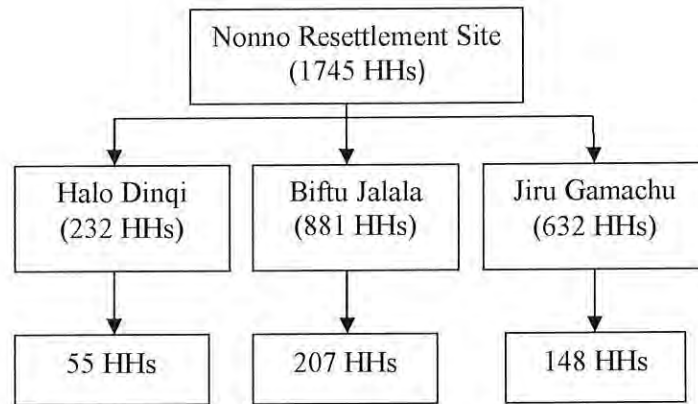 Nonno Resettlement Site
(1745 HHs)
Halo Dinqi
(232 HHs)
Biftu Jalala
(881 HHs)
Jiru Gamachu
(632 HHs)
55 HHs
207 HHs
148 HHs